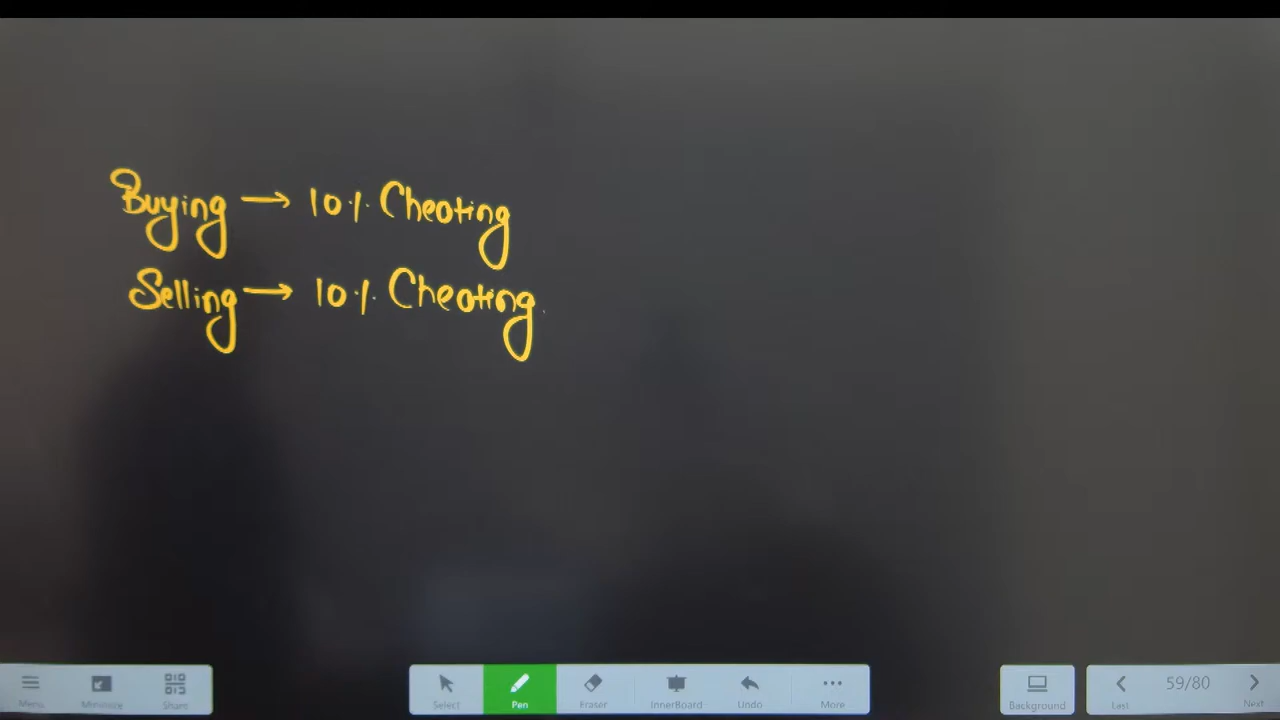 Buying → 10% Cheating
Selling → 10% Cheating
Menu Minimize Share Select Pen Eraser InnerBoard Undo More Background Last 59/80 Next